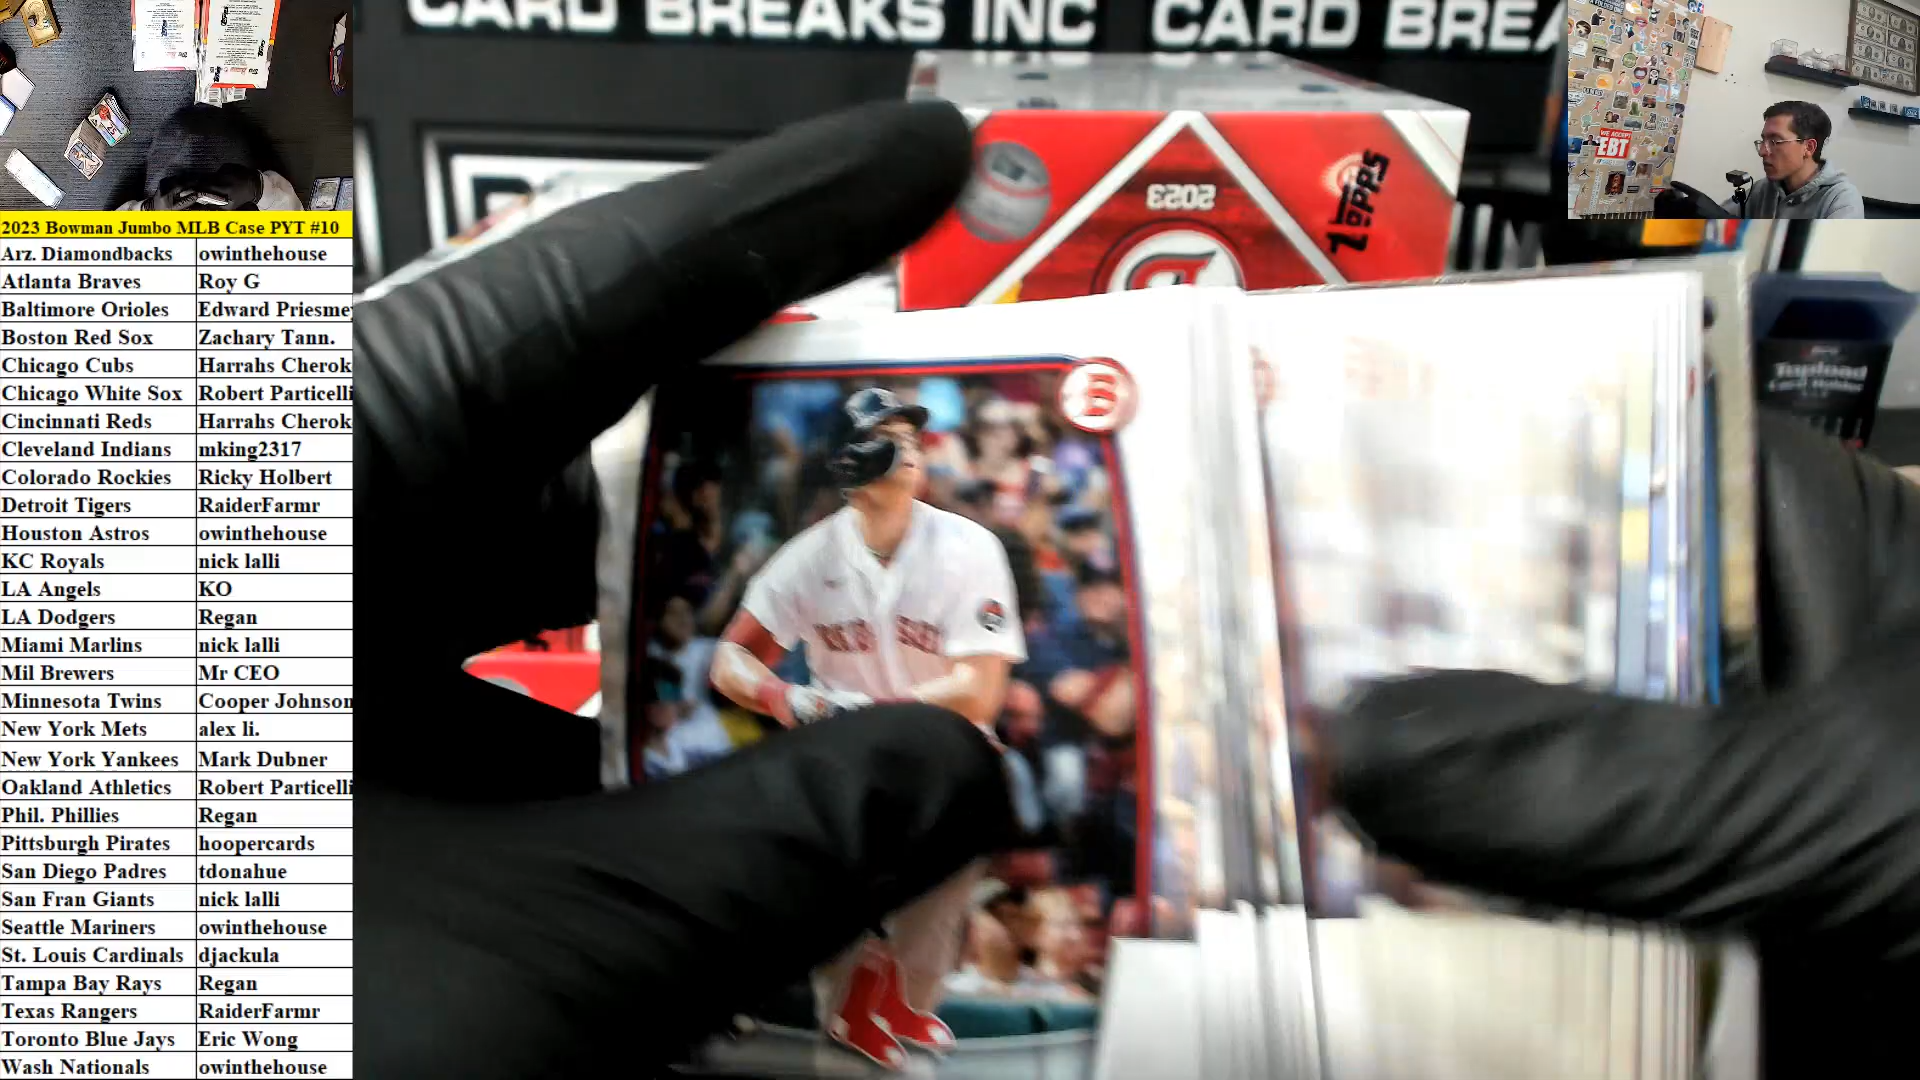 CARD BREAKS INC CARD BREA
2023
TOPPS
B
RED SOX
WE ACCEPT
EBT
Topload
Card Holder
2023 Bowman Jumbo MLB Case PYT #10
Arz. Diamondbacks owinthehouse
Atlanta Braves Roy G
Baltimore Orioles Edward Priesmey
Boston Red Sox Zachary Tann.
Chicago Cubs Harrahs Cherok
Chicago White Sox Robert Particelli
Cincinnati Reds Harrahs Cherok
Cleveland Indians mking2317
Colorado Rockies Ricky Holbert
Detroit Tigers RaiderFarmr
Houston Astros owinthehouse
KC Royals nick lalli
LA Angels KO
LA Dodgers Regan
Miami Marlins nick lalli
Mil Brewers Mr CEO
Minnesota Twins Cooper Johnson
New York Mets alex li.
New York Yankees Mark Dubner
Oakland Athletics Robert Particelli
Phil. Phillies Regan
Pittsburgh Pirates hoopercards
San Diego Padres tdonahue
San Fran Giants nick lalli
Seattle Mariners owinthehouse
St. Louis Cardinals djackula
Tampa Bay Rays Regan
Texas Rangers RaiderFarmr
Toronto Blue Jays Eric Wong
Wash Nationals owinthehouse